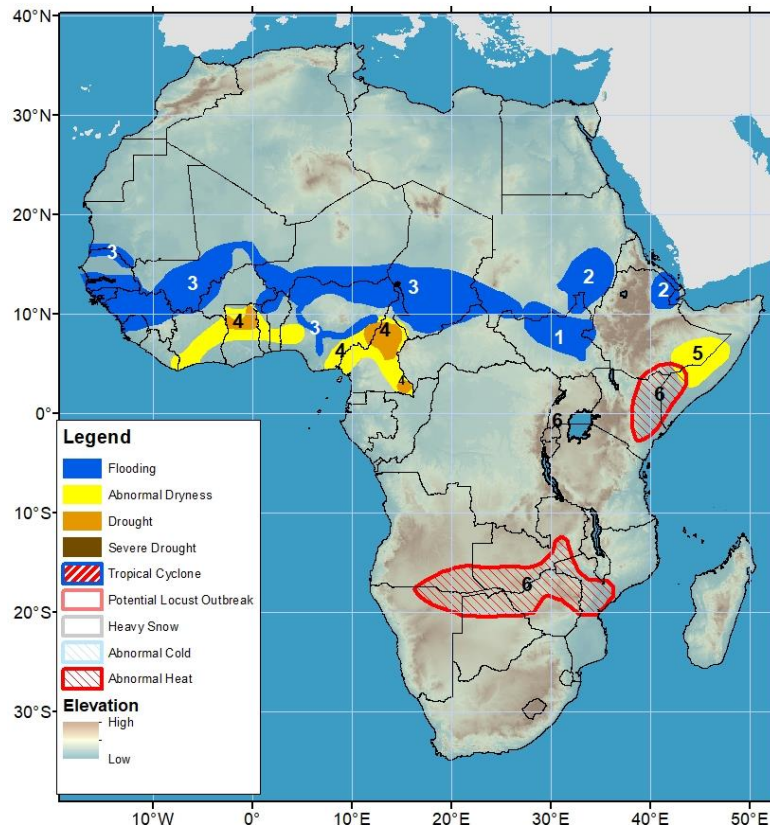 40°N
30°N
20°N
10°N
0°
10°S
20°S
30°S
10°W
0°
10°E
20°E
30°E
40°E
50°E
3
3
3
3
2
2
1
4
4
4
4
5
6
6
6
Legend
Flooding
Abnormal Dryness
Drought
Severe Drought
Tropical Cyclone
Potential Locust Outbreak
Heavy Snow
Abnormal Cold
Abnormal Heat
Elevation
High
Low